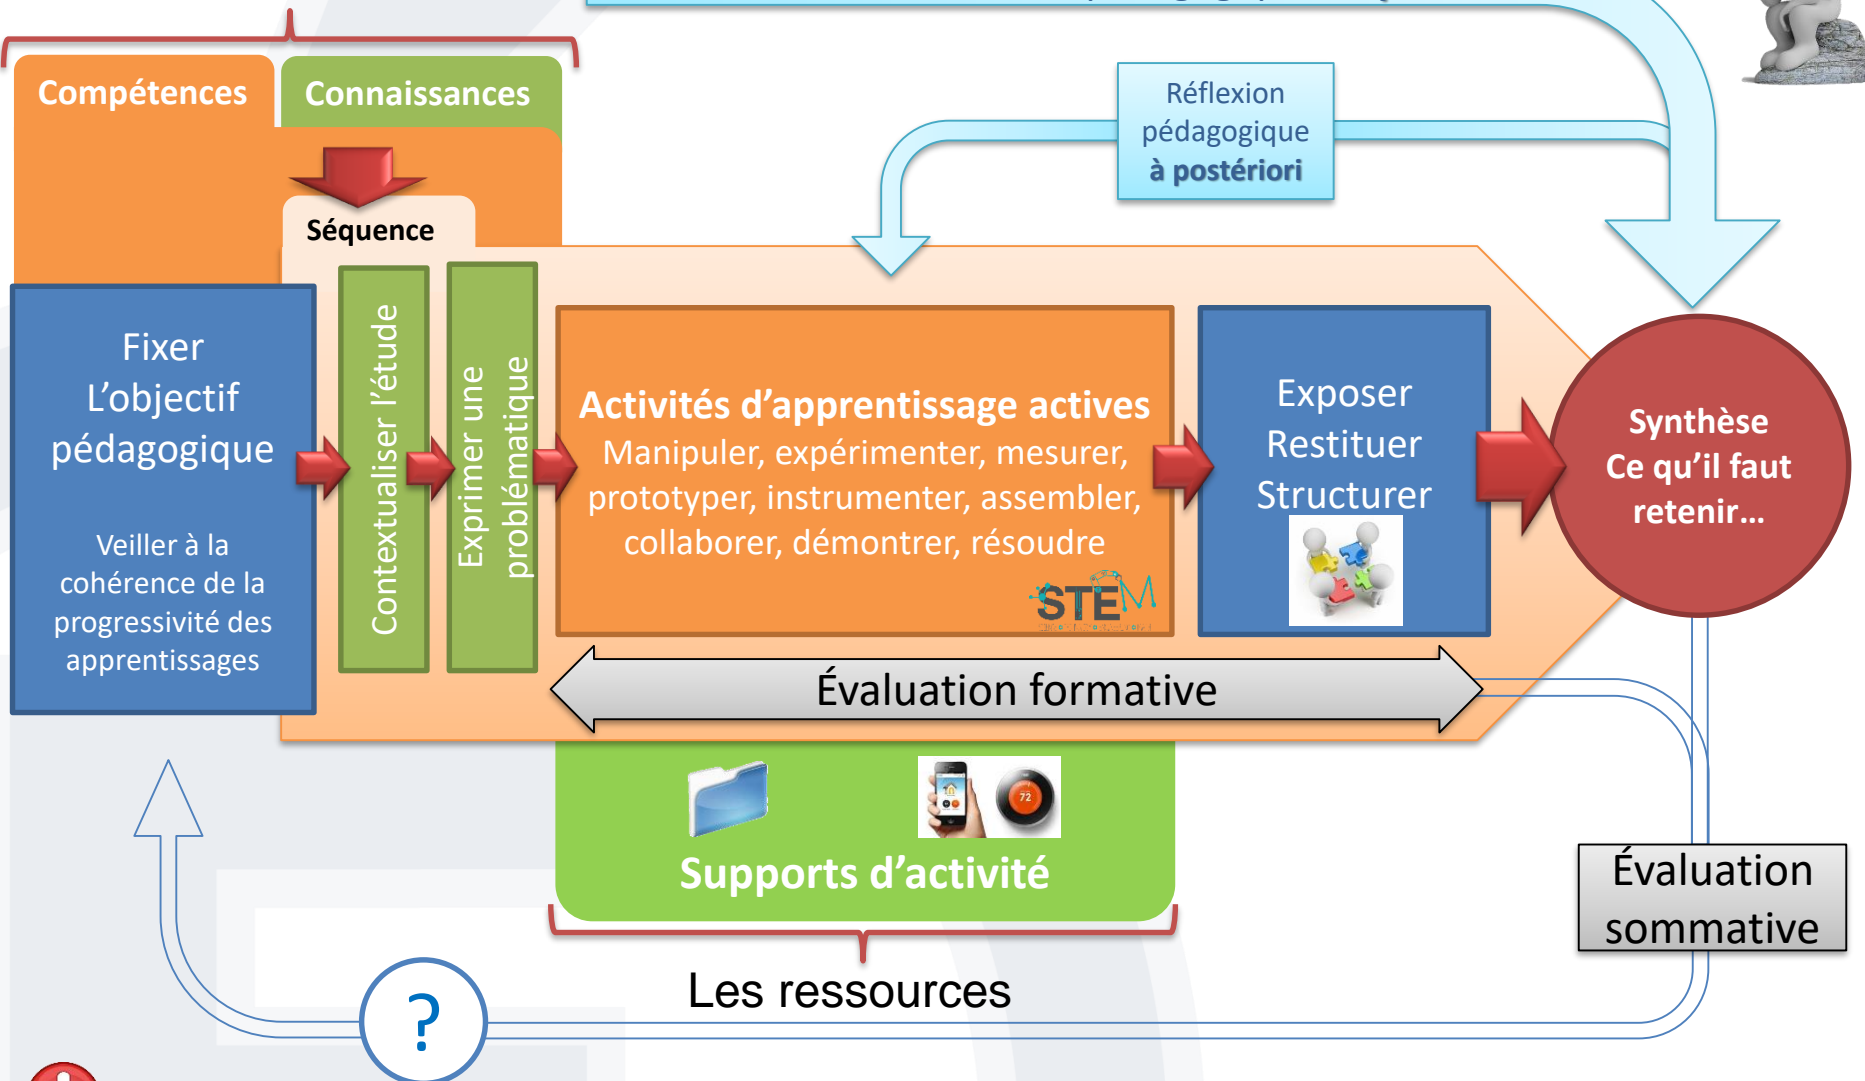 Compétences
Connaissances
Réflexion
pédagogique
à postériori
Séquence
Fixer
L’objectif
pédagogique
Veiller à la
cohérence de la
progressivité des
apprentissages
Contextualiser l’étude
Exprimer une
problématique
Activités d’apprentissage actives
Manipuler, expérimenter, mesurer,
prototyper, instrumenter, assembler,
collaborer, démontrer, résoudre
STEM
Exposer
Restituer
Structurer
Synthèse
Ce qu’il faut
retenir…
Évaluation formative
72
Supports d’activité
Évaluation
sommative
Les ressources
?